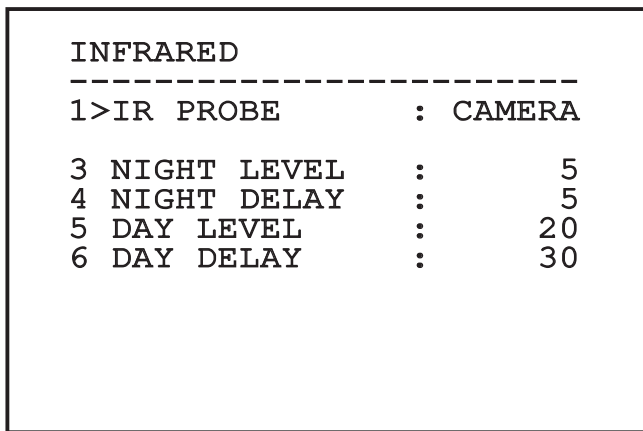 INFRARED
------------------------
1>IR PROBE : CAMERA
3 NIGHT LEVEL : 5
4 NIGHT DELAY : 5
5 DAY LEVEL : 20
6 DAY DELAY : 30